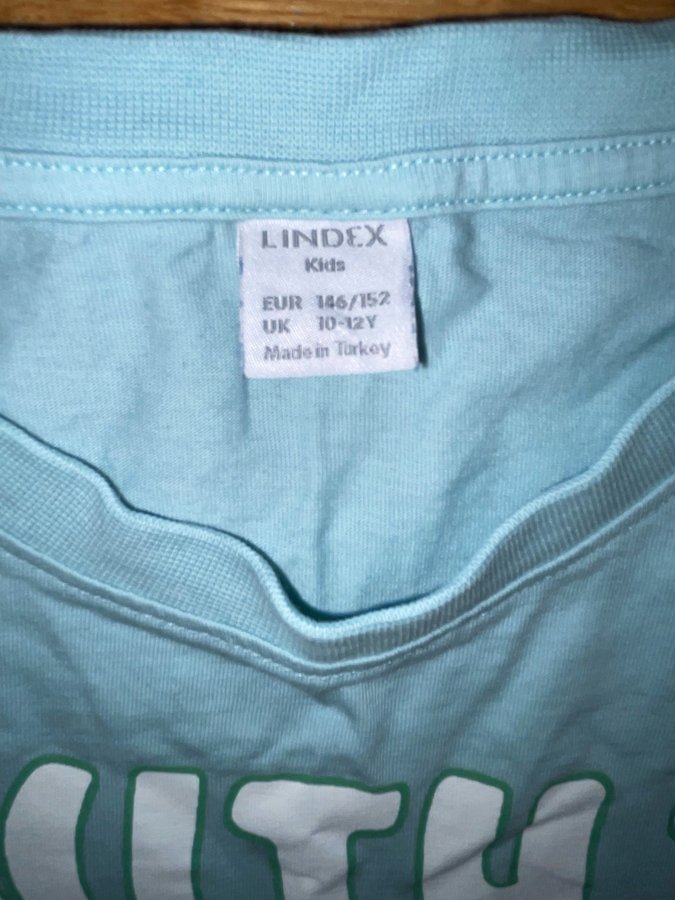 LINDEX
Kids
EUR 146/152
UK 10-12Y
Made in Turkey